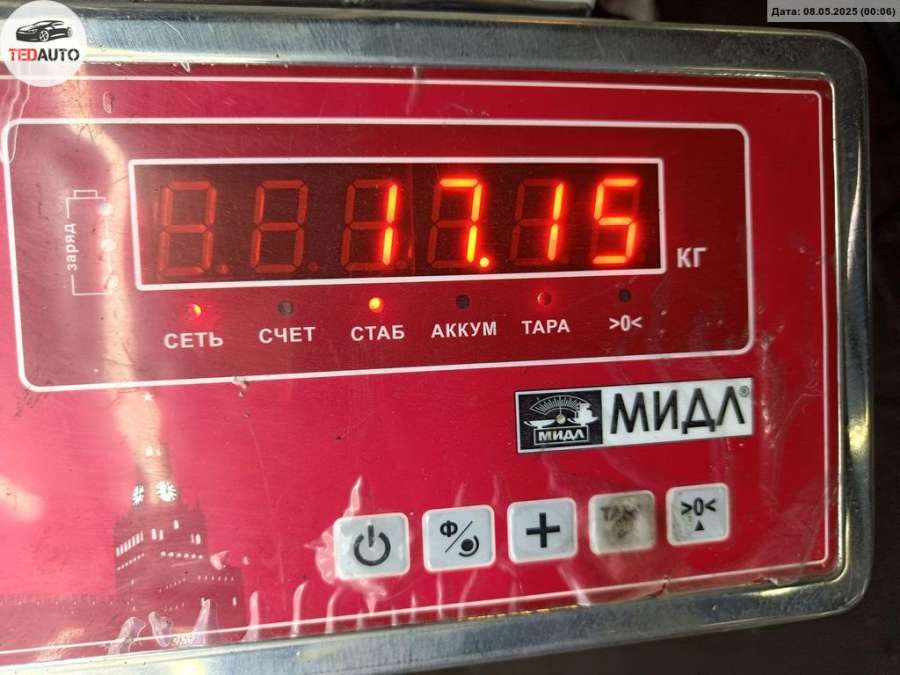 Дата: 08.05.2025 (00:06)
TEDAUTO
заряд
17.15
КГ
СЕТЬ СЧЕТ СТАБ АККУМ ТАРА >0<
МИДЛ МИДЛ®
Ф/ + >0<